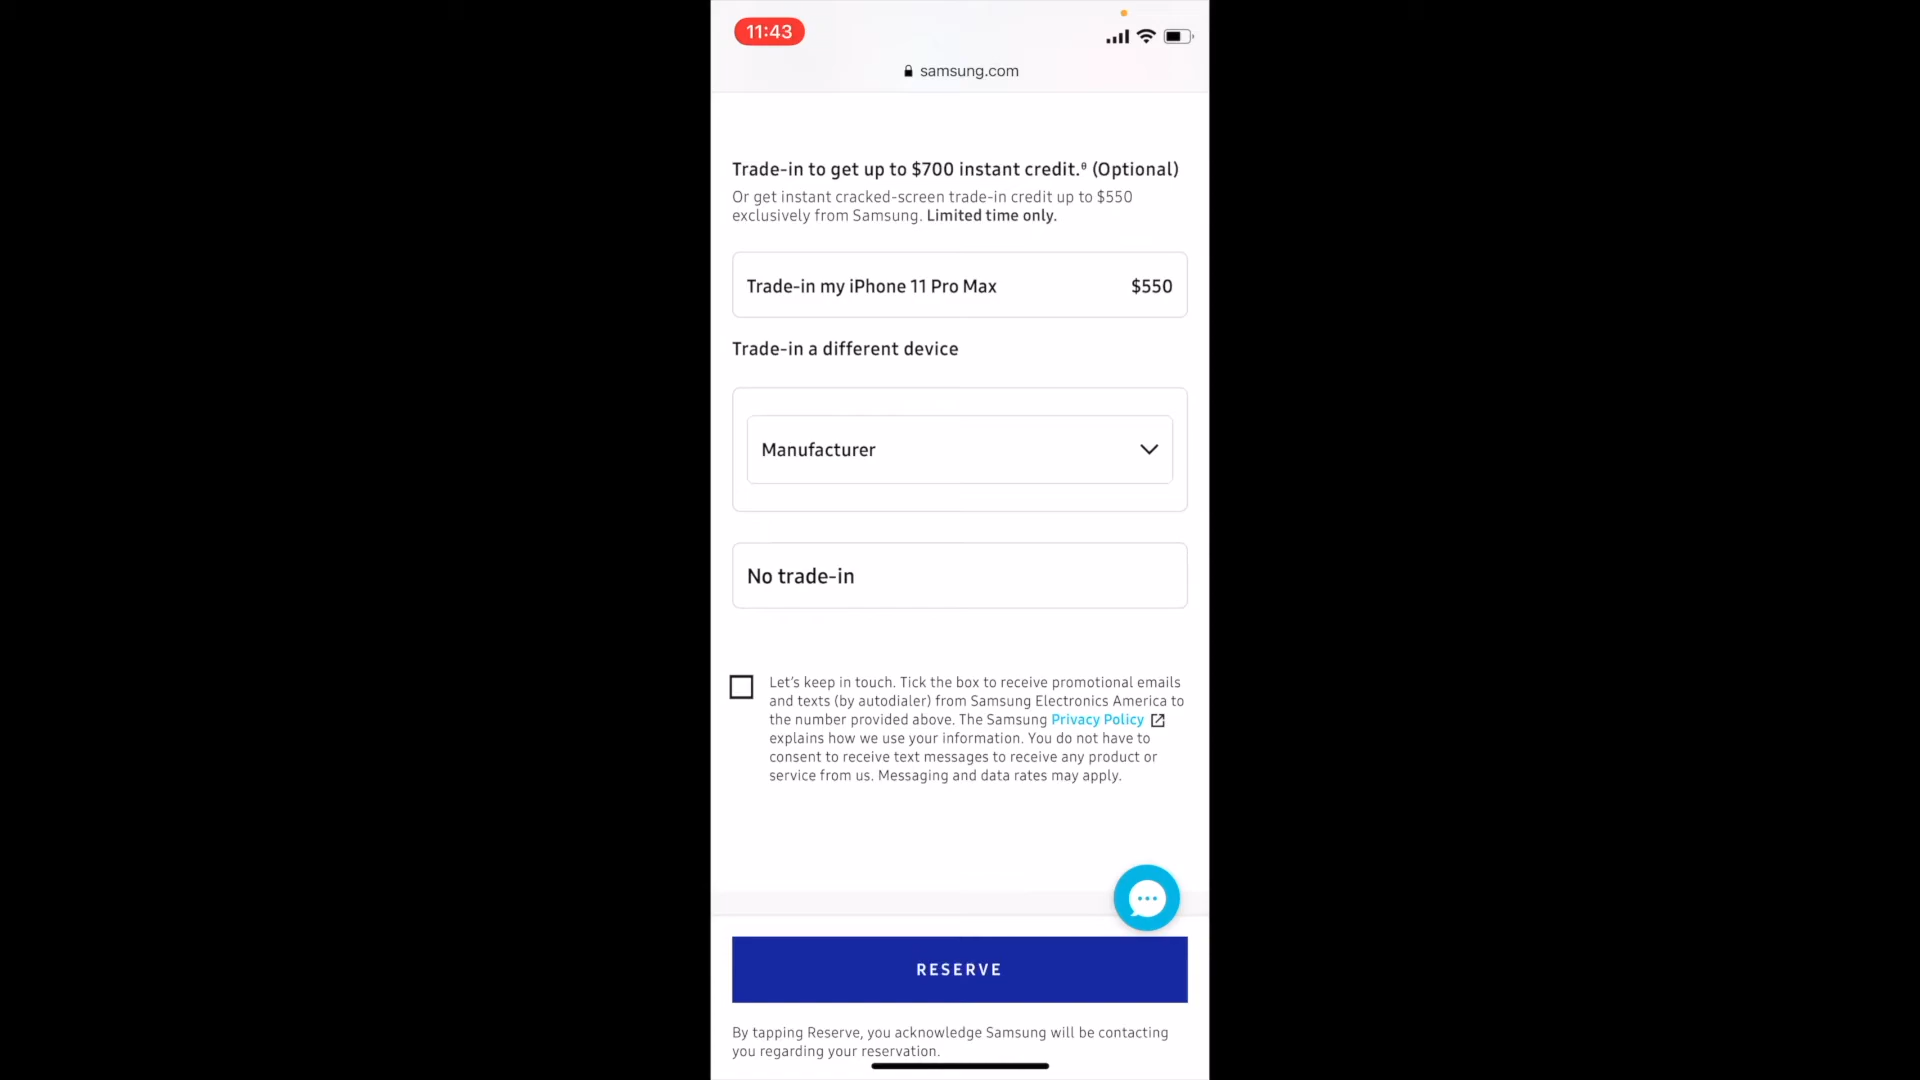 11:43
samsung.com
Trade-in to get up to $700 instant credit.⁰ (Optional)
Or get instant cracked-screen trade-in credit up to $550
exclusively from Samsung. Limited time only.
Trade-in my iPhone 11 Pro Max $550
Trade-in a different device
Manufacturer
No trade-in
Let's keep in touch. Tick the box to receive promotional emails
and texts (by autodialer) from Samsung Electronics America to
the number provided above. The Samsung Privacy Policy
explains how we use your information. You do not have to
consent to receive text messages to receive any product or
service from us. Messaging and data rates may apply.
RESERVE
By tapping Reserve, you acknowledge Samsung will be contacting
you regarding your reservation.